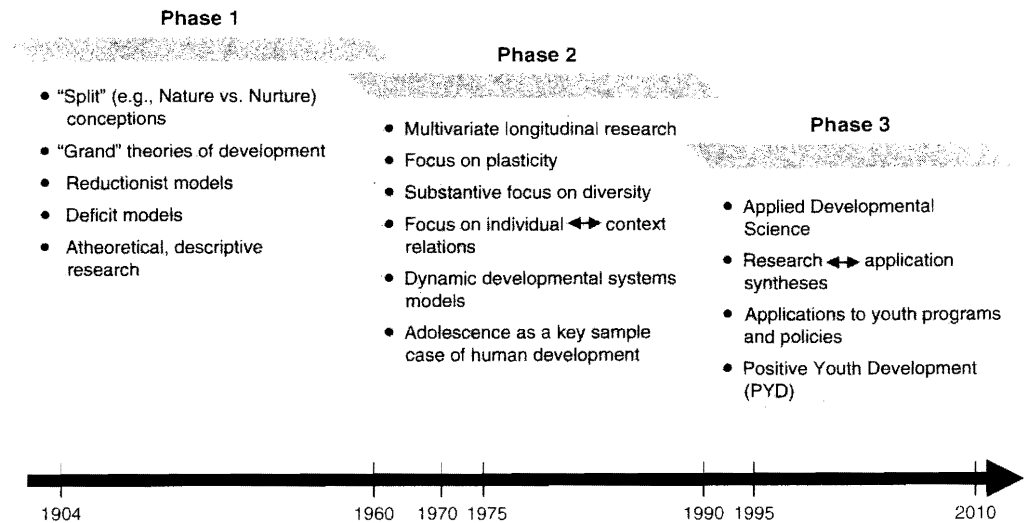 Phase 1
• “Split” (e.g., Nature vs. Nurture)
conceptions
• “Grand” theories of development
• Reductionist models
• Deficit models
• Atheoretical, descriptive
research
Phase 2
• Multivariate longitudinal research
• Focus on plasticity
• Substantive focus on diversity
• Focus on individual ↔ context
relations
• Dynamic developmental systems
models
• Adolescence as a key sample
case of human development
Phase 3
• Applied Developmental
Science
• Research ↔ application
syntheses
• Applications to youth programs
and policies
• Positive Youth Development
(PYD)
1904 1960 1970 1975 1990 1995 2010